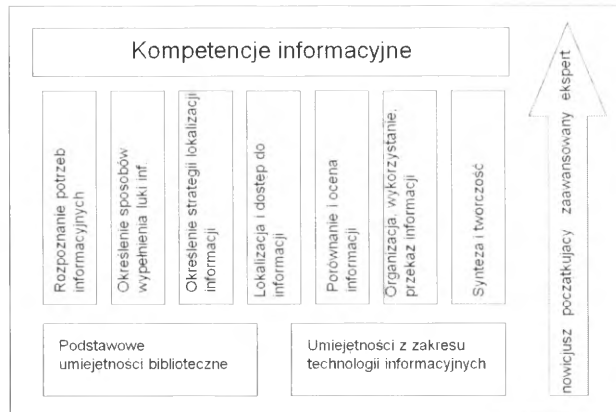 Kompetencje informacyjne
Rozpoznanie potrzeb
informacyjnych
Określenie sposobów
wypełnienia luki inf.
Określenie strategii lokalizacji
informacji
Lokalizacja i dostęp do
informacji
Porównanie i ocena
informacji
Organizacja, wykorzystanie,
przekaz informacji
Synteza i tworczość
nowicjusz początkujący zaawansowany ekspert
Podstawowe
umiejętności biblioteczne
Umiejętności z zakresu
technologii informacyjnych